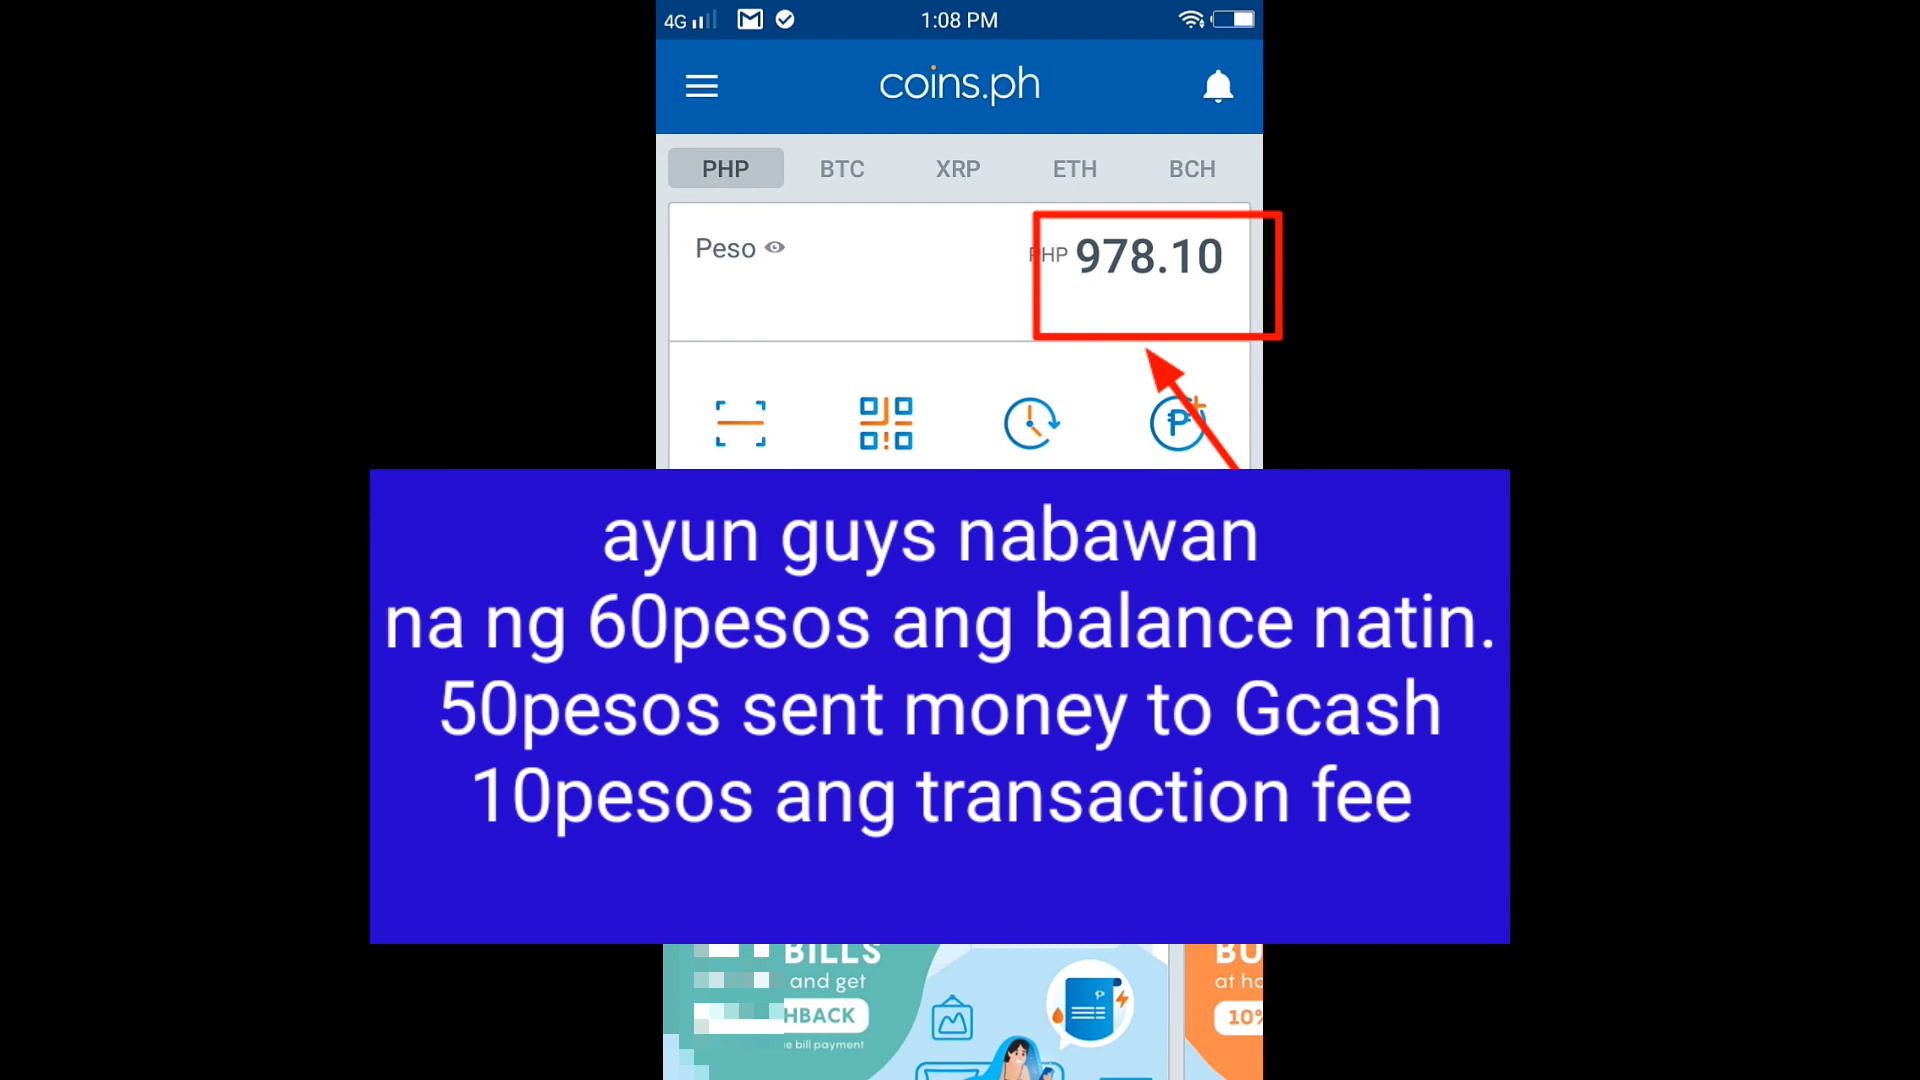 4G 1:08 PM
coins.ph
PHP BTC XRP ETH BCH
Peso PHP 978.10
ayun guys nabawan
na ng 60pesos ang balance natin.
50pesos sent money to Gcash
10pesos ang transaction fee
BILLS
and get
bill payment
at
10%